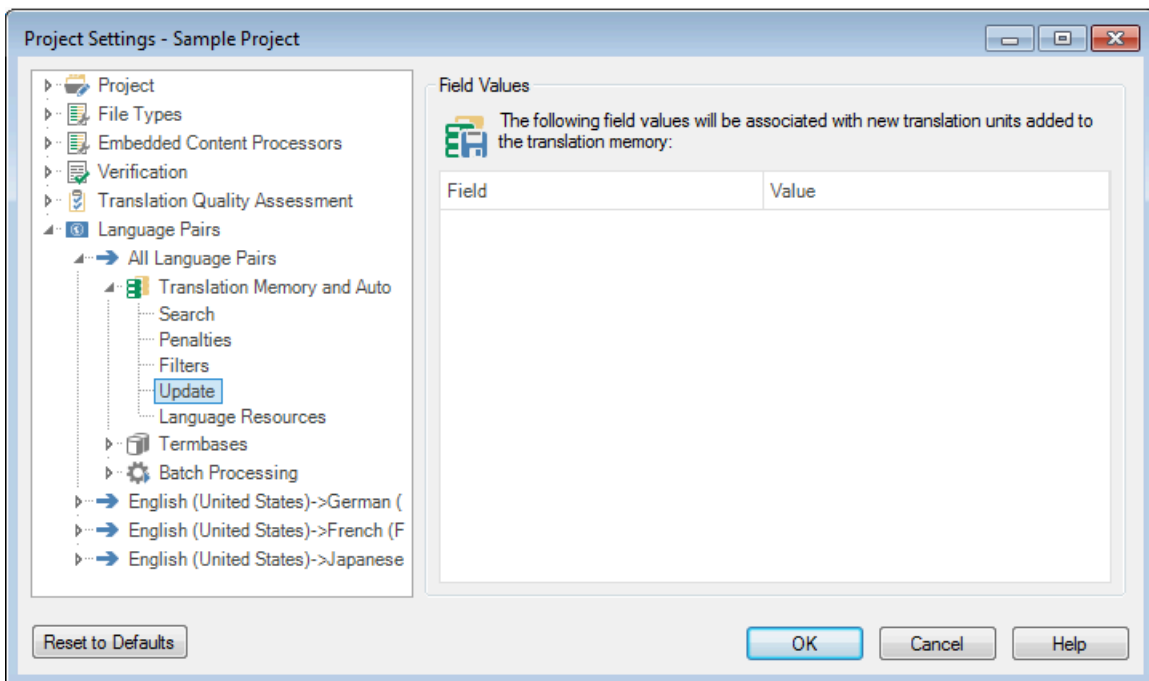 Project Settings - Sample Project
Project
File Types
Embedded Content Processors
Verification
Translation Quality Assessment
Language Pairs
All Language Pairs
Translation Memory and Auto
Search
Penalties
Filters
Update
Language Resources
Termbases
Batch Processing
English (United States)->German (
English (United States)->French (F
English (United States)->Japanese
Field Values
The following field values will be associated with new translation units added to
the translation memory:
Field Value
Reset to Defaults OK Cancel Help